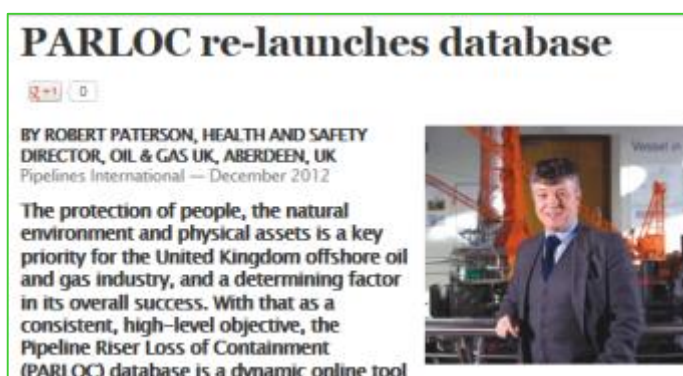 PARLOC re-launches database
g +1 0
BY ROBERT PATERSON, HEALTH AND SAFETY
DIRECTOR, OIL & GAS UK, ABERDEEN, UK
Pipelines International — December 2012
The protection of people, the natural
environment and physical assets is a key
priority for the United Kingdom offshore oil
and gas industry, and a determining factor
in its overall success. With that as a
consistent, high-level objective, the
Pipeline Riser Loss of Containment
(PARLOC) database is a dynamic online tool
Vessel in